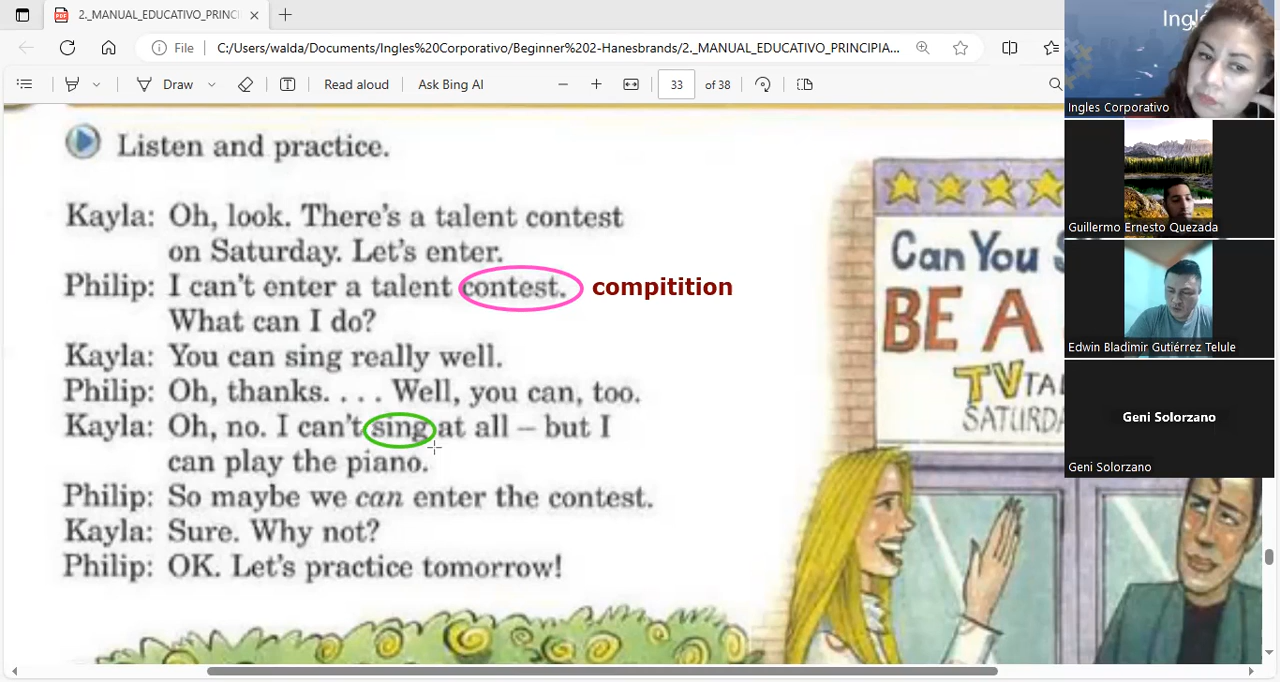 2._MANUAL_EDUCATIVO_PRINCI
File C:/Users/walda/Documents/Ingles%20Corporativo/Beginner%202-Hanesbrands/2._MANUAL_EDUCATIVO_PRINCIPIA...
Draw Read aloud Ask Bing AI 33 of 38
Listen and practice.
Kayla: Oh, look. There's a talent contest
on Saturday. Let's enter.
Philip: I can't enter a talent contest. compitition
What can I do?
Kayla: You can sing really well.
Philip: Oh, thanks. . . . Well, you can, too.
Kayla: Oh, no. I can't sing at all – but I
can play the piano.
Philip: So maybe we can enter the contest.
Kayla: Sure. Why not?
Philip: OK. Let's practice tomorrow!
Can You
BE A
TV
SATURDA
Inglé
Ingles Corporativo
Guillermo Ernesto Quezada
Edwin Bladimir Gutiérrez Telule
Geni Solorzano
Geni Solorzano